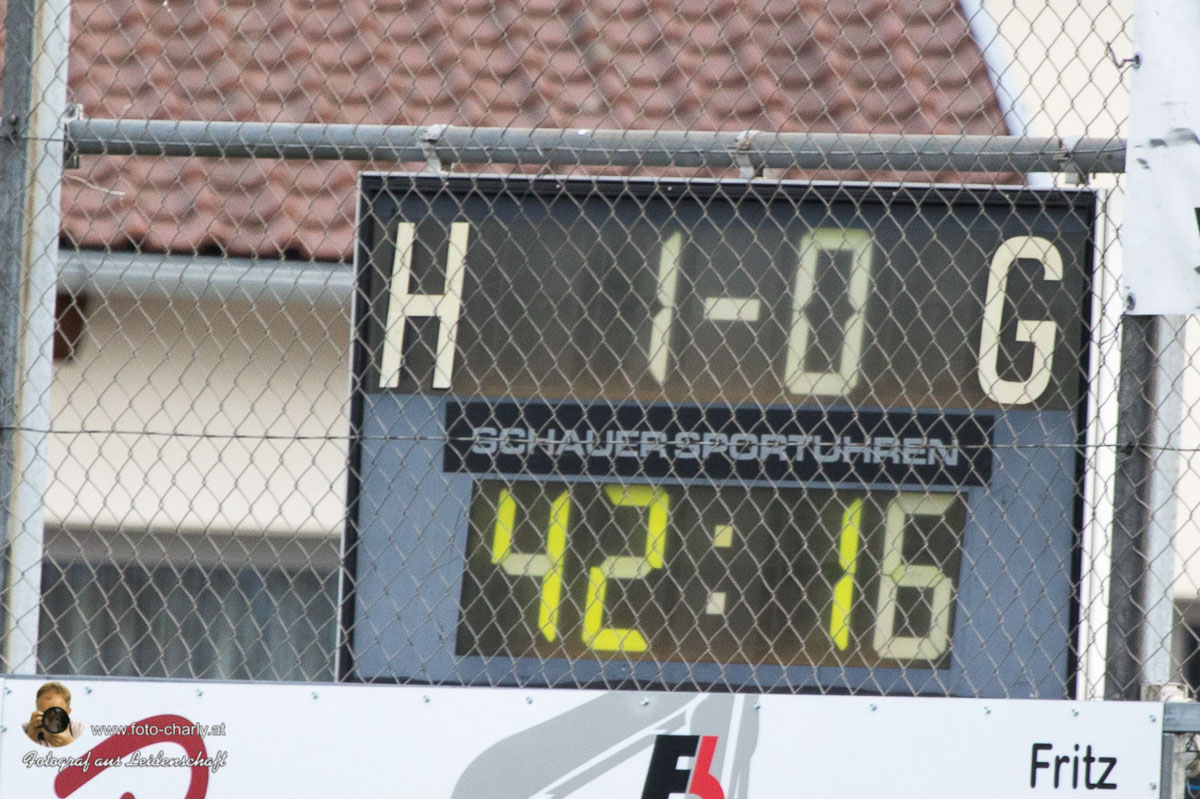 H 1-0 G
SCHAUER SPORTUHREN
42:16
www.foto-charly.at
Fotograf aus Leidenschaft
Fritz